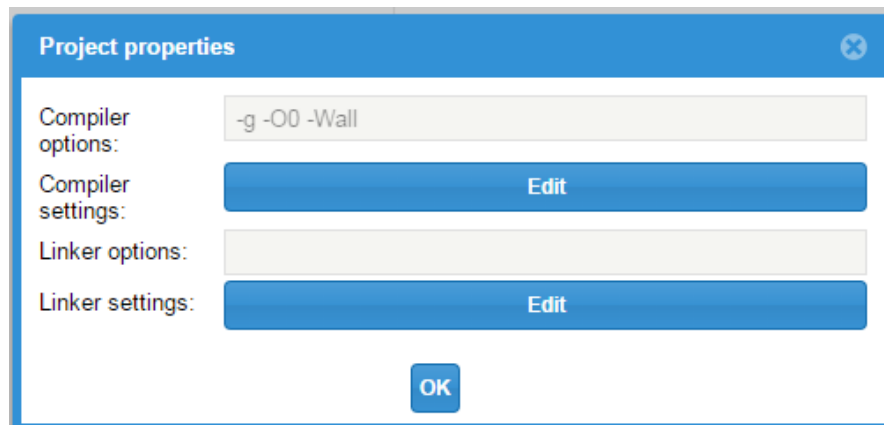 Project properties
Compiler
options:
-g -O0 -Wall
Compiler
settings:
Edit
Linker options:
Linker settings:
Edit
OK